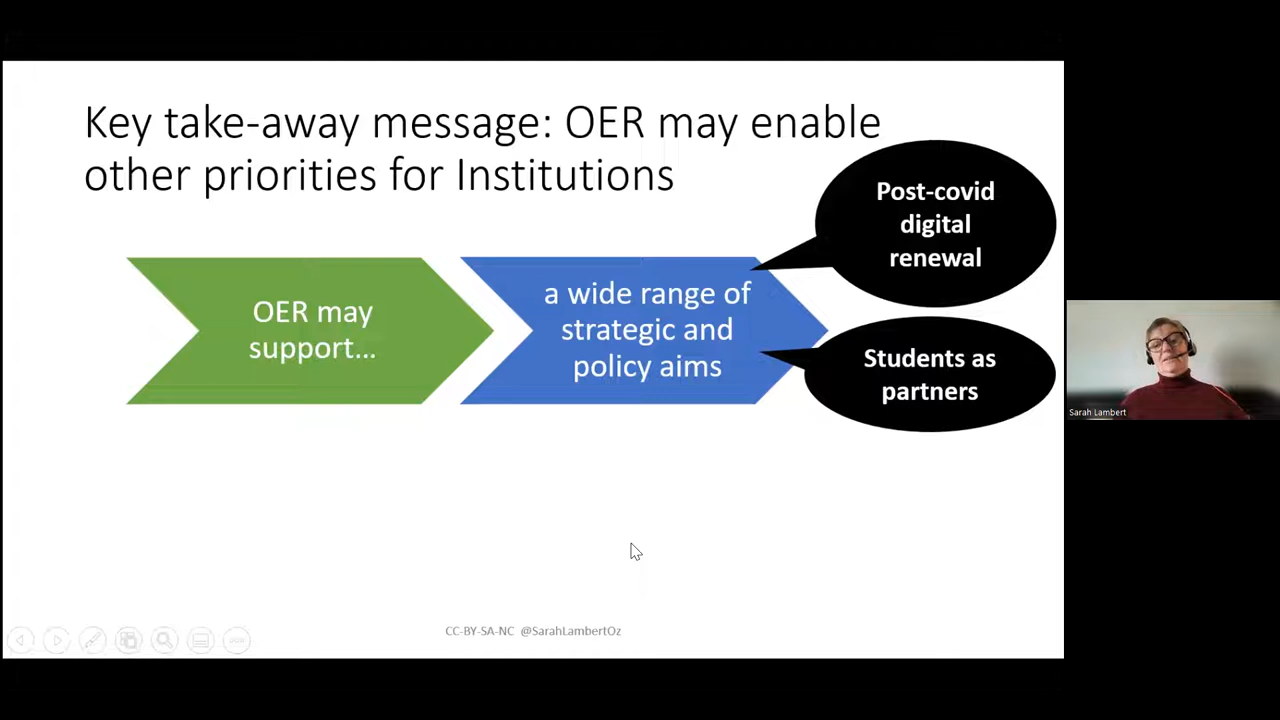 Key take-away message: OER may enable
other priorities for Institutions
OER may
support...
a wide range of
strategic and
policy aims
Post-covid
digital
renewal
Students as
partners
CC-BY-SA-NC @SarahLambertOz
Sarah Lambert